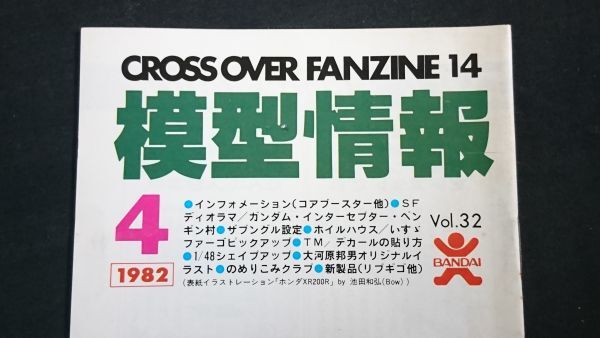 CROSS OVER FANZINE 14
模型情報
4
1982
●インフォメーション(コアブースター他)●SF
ディオラマ/ガンダム・インターセプター・ペン
ギン村●ザブングル設定●ホイルハウス/いすゞ
ファーゴピックアップ●TM/デカールの貼り方
●1/48シェイプアップ●大河原邦男オリジナルイ
ラスト●のめりこみクラブ●新製品(リブギゴ他)
(表紙イラストレーション「ホンダXR200R」by 池田和弘(Bow))
Vol.32
BANDAI